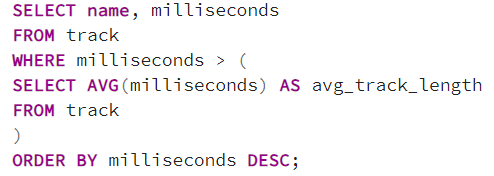 SELECT name, milliseconds
FROM track
WHERE milliseconds > (
SELECT AVG(milliseconds) AS avg_track_length
FROM track
)
ORDER BY milliseconds DESC;